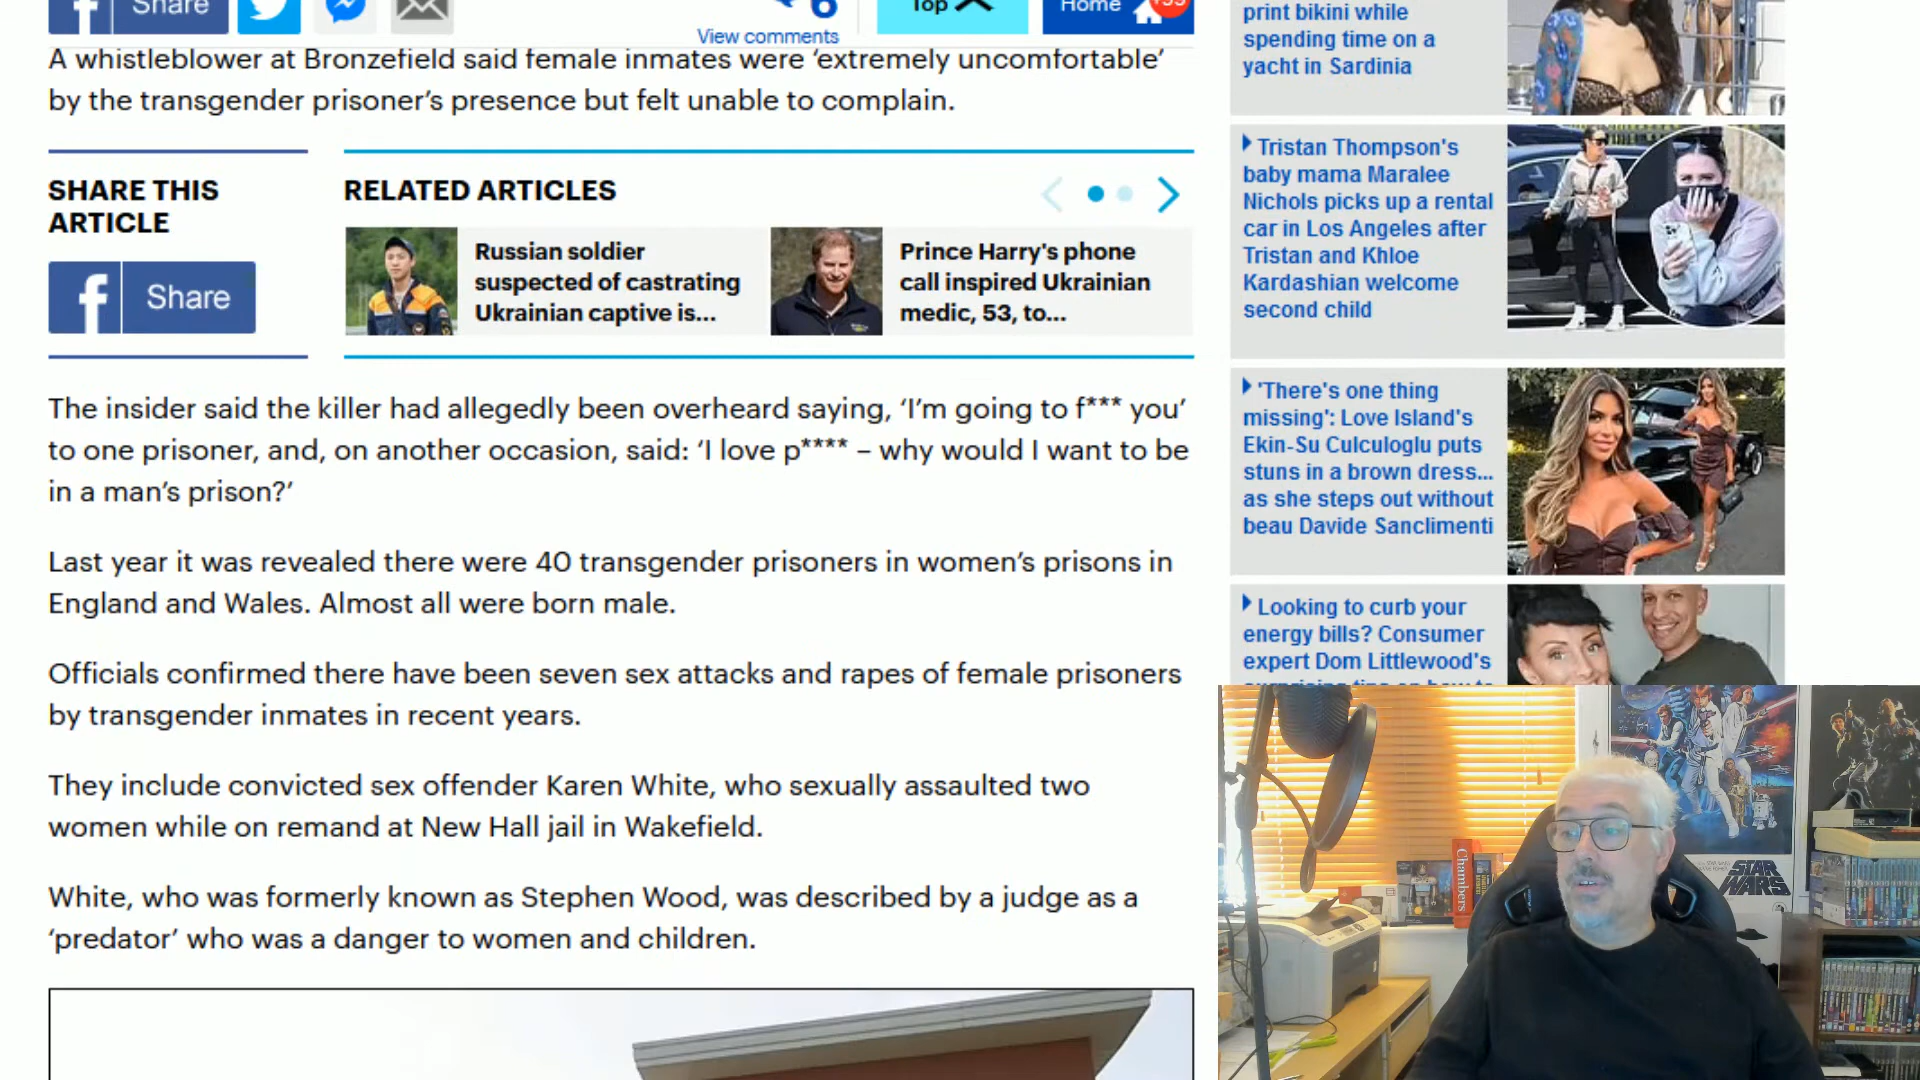 Share
6
View comments
Top
Home
A whistleblower at Bronzefield said female inmates were ‘extremely uncomfortable’
by the transgender prisoner’s presence but felt unable to complain.
SHARE THIS
ARTICLE
Share
RELATED ARTICLES
Russian soldier
suspected of castrating
Ukrainian captive is...
Prince Harry's phone
call inspired Ukrainian
medic, 53, to...
The insider said the killer had allegedly been overheard saying, ‘I’m going to f*** you’
to one prisoner, and, on another occasion, said: ‘I love p**** – why would I want to be
in a man’s prison?’
Last year it was revealed there were 40 transgender prisoners in women’s prisons in
England and Wales. Almost all were born male.
Officials confirmed there have been seven sex attacks and rapes of female prisoners
by transgender inmates in recent years.
They include convicted sex offender Karen White, who sexually assaulted two
women while on remand at New Hall jail in Wakefield.
White, who was formerly known as Stephen Wood, was described by a judge as a
‘predator’ who was a danger to women and children.
print bikini while
spending time on a
yacht in Sardinia
Tristan Thompson's
baby mama Maralee
Nichols picks up a rental
car in Los Angeles after
Tristan and Khloe
Kardashian welcome
second child
'There's one thing
missing': Love Island's
Ekin-Su Culculoglu puts
stuns in a brown dress...
as she steps out without
beau Davide Sanclimenti
Looking to curb your
energy bills? Consumer
expert Dom Littlewood's
Chambers
STAR
WARS